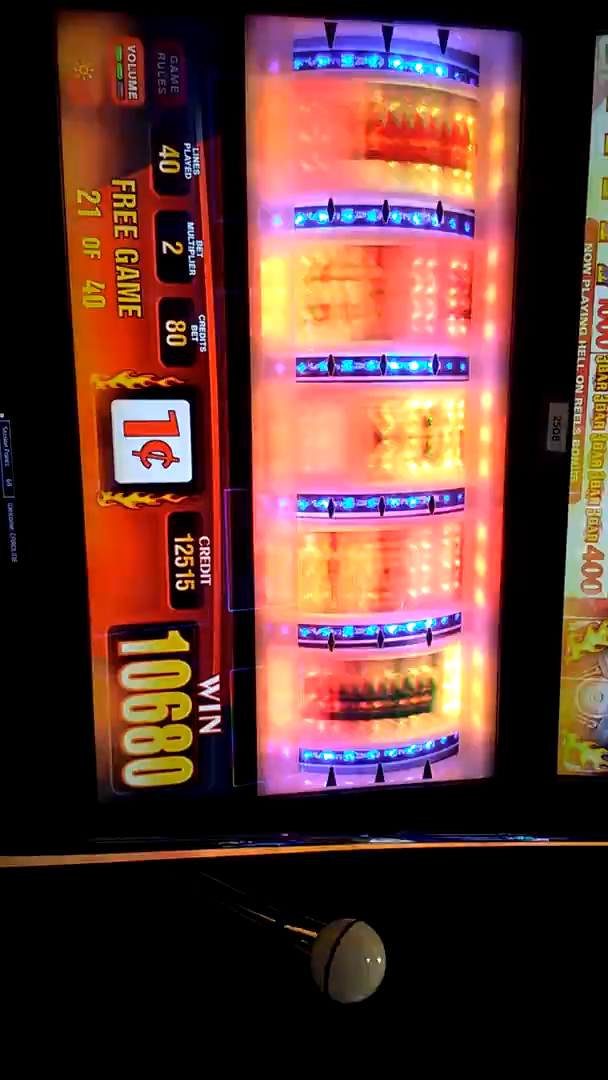 NOW PLAYING HELL ON REELS BONUS
400
2506
GAME
RULES
VOLUME
LINES
PLAYED
40
BET
MULTIPLIER
2
CREDITS
BET
80
FREE GAME
21 OF 40
1¢
CREDIT
12515
WIN
10680